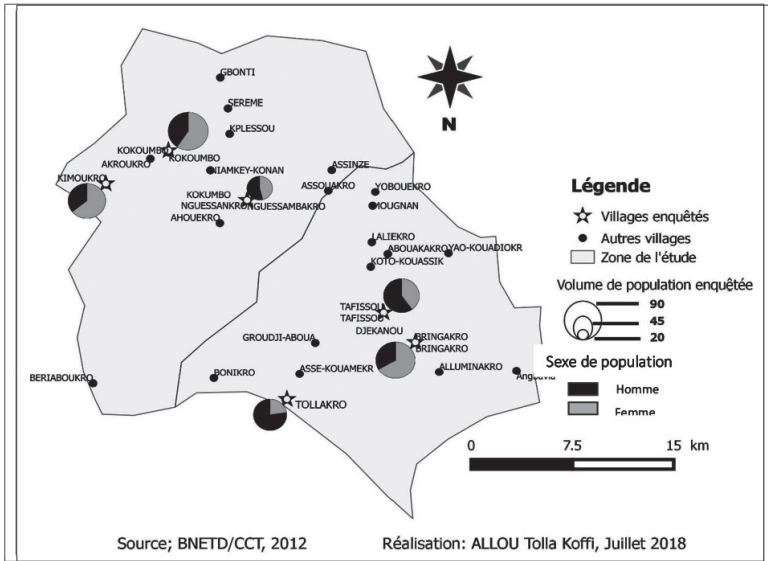 GBONTI
SEREME
KPLESSOU
N
KOKOUMBO
KOKOUMBO
AKROUKRO
NIAMKEY-KONAN
ASSINZE
KIMOUKRO
KOKUMBO
ASSOUAKRO
YOBOUEKRO
NGUESSANKRO
NGUESSAMBAKRO
MOUGNAN
AHOUEKRO
LALIEKRO
ABOUAKAKRO
YAO-KOUADIOKR
KOTO-KOUASSIK
TAFISSOU
TAFISSOU
DJEKANOU
GROUDJI-ABOUA
BRINGAKRO
BRINGAKRO
BERIABOUKRO
BONIKRO
ASSE-KOUAMEKR
ALLUMINAKRO
TOLLAKRO
Légende
Villages enquêtés
Autres villages
Zone de l'étude
Volume de population enquêtée
90
45
20
Sexe de population
Homme
Femme
0 7.5 15 km
Source; BNETD/CCT, 2012 Réalisation: ALLOU Tolla Koffi, Juillet 2018